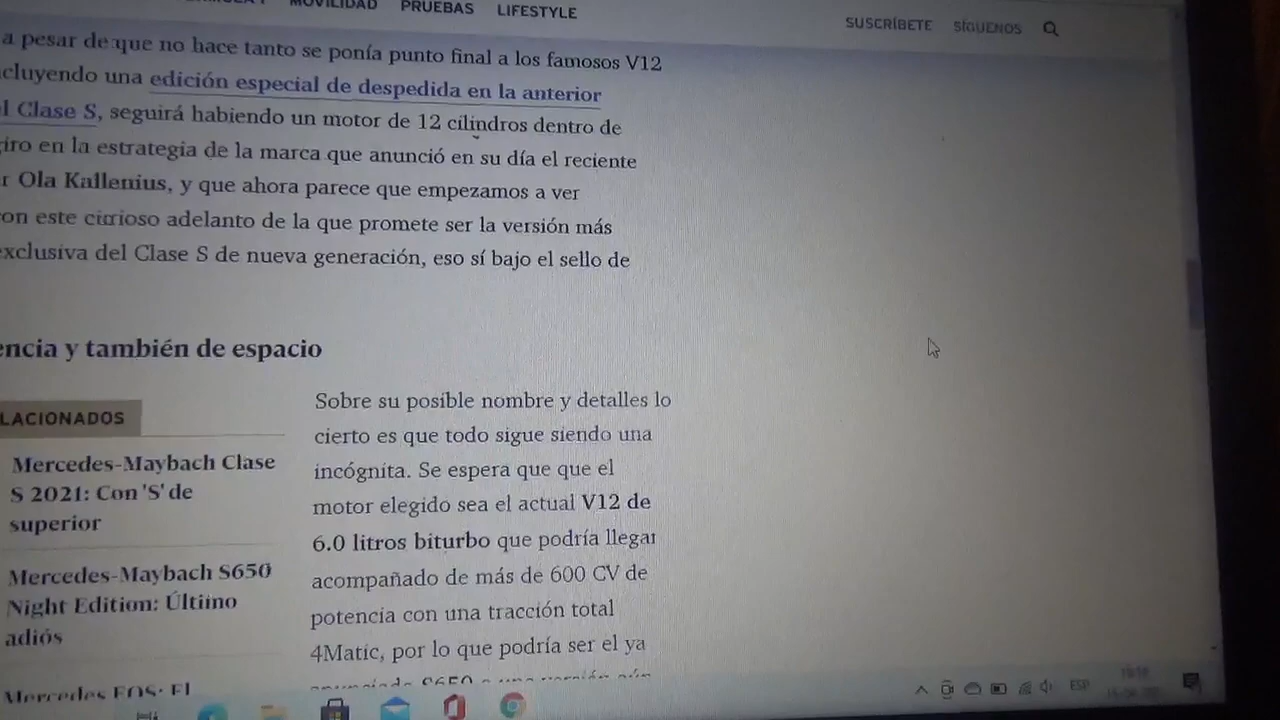 MOVILIDAD PRUEBAS LIFESTYLE
SUSCRÍBETE SÍGUENOS
a pesar de que no hace tanto se ponía punto final a los famosos V12
cluyendo una edición especial de despedida en la anterior
l Clase S, seguirá habiendo un motor de 12 cilindros dentro de
giro en la estrategia de la marca que anunció en su día el reciente
r Ola Kallenius, y que ahora parece que empezamos a ver
on este curioso adelanto de la que promete ser la versión más
exclusiva del Clase S de nueva generación, eso sí bajo el sello de
encia y también de espacio
LACIONADOS
Mercedes-Maybach Clase
S 2021: Con 'S' de
superior
Mercedes-Maybach S650
Night Edition: Último
adiós
Mercedes EQS: El
Sobre su posible nombre y detalles lo
cierto es que todo sigue siendo una
incógnita. Se espera que que el
motor elegido sea el actual V12 de
6.0 litros biturbo que podría llegar
acompañado de más de 600 CV de
potencia con una tracción total
4Matic, por lo que podría ser el ya
ESP